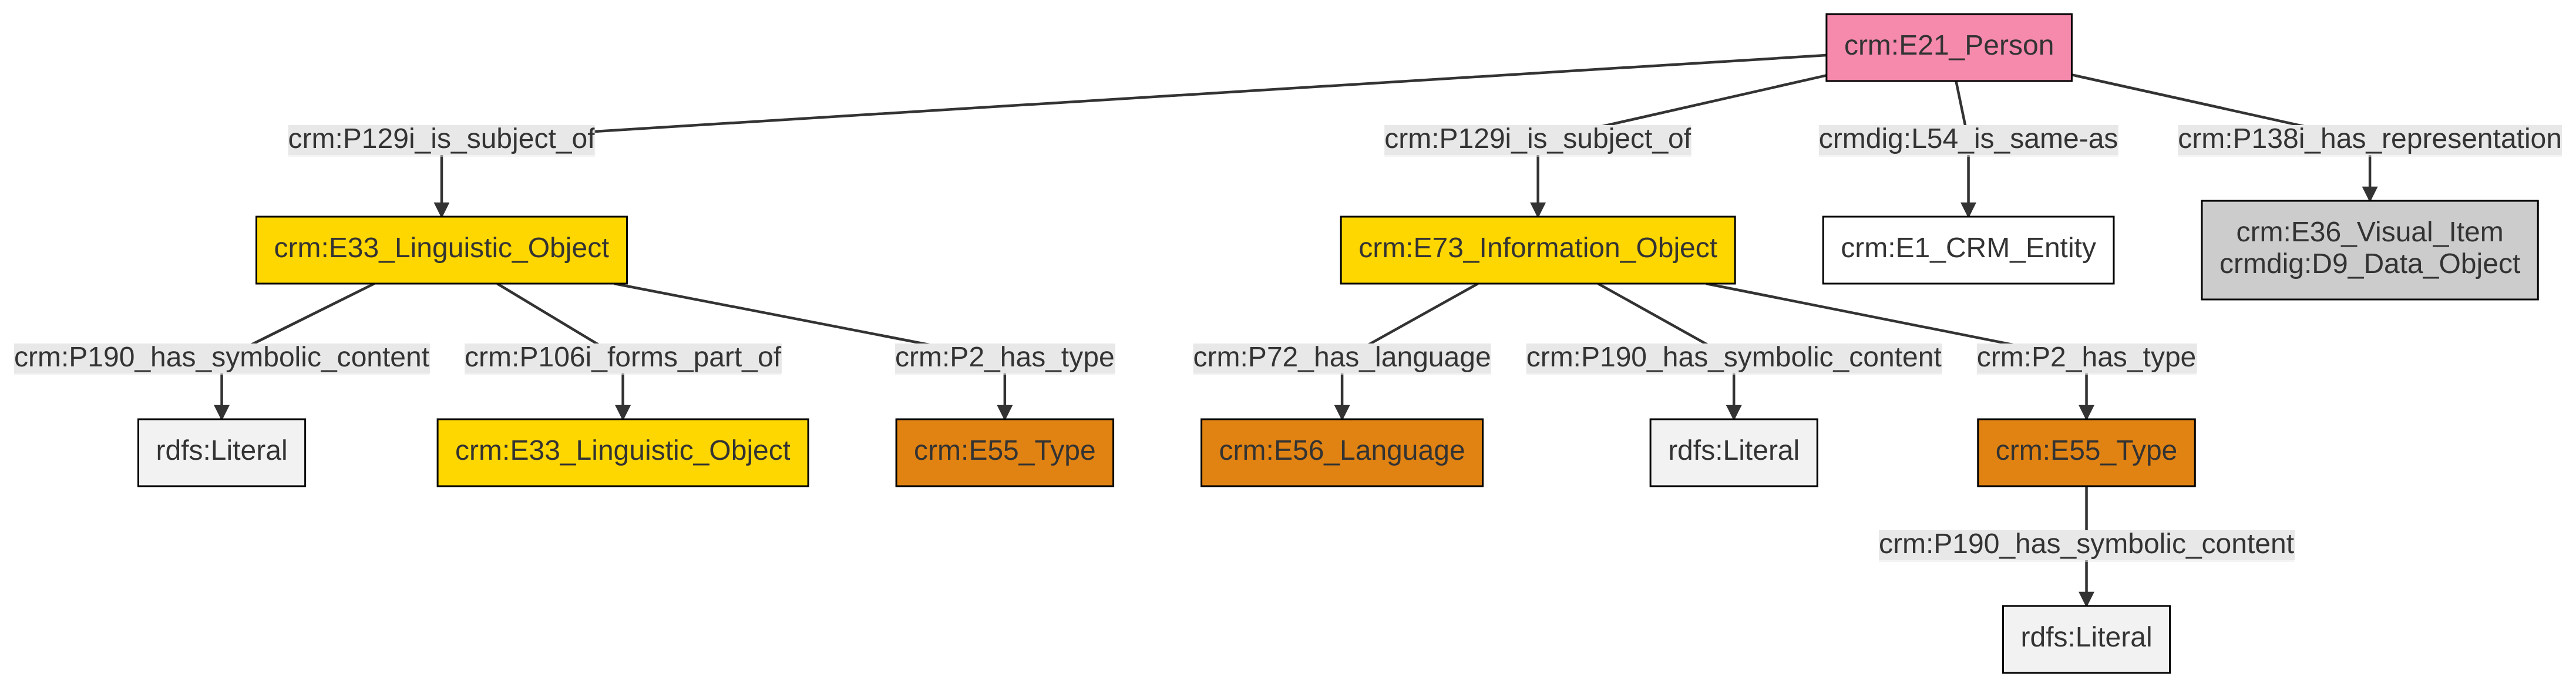 crm:E21_Person
crm:P129i_is_subject_of
crm:P129i_is_subject_of
crmdig:L54_is_same-as
crm:P138i_has_representation
crm:E33_Linguistic_Object
crm:E73_Information_Object
crm:E1_CRM_Entity
crm:E36_Visual_Item
crmdig:D9_Data_Object
crm:P190_has_symbolic_content
crm:P106i_forms_part_of
crm:P2_has_type
crm:P72_has_language
crm:P190_has_symbolic_content
crm:P2_has_type
rdfs:Literal
crm:E33_Linguistic_Object
crm:E55_Type
crm:E56_Language
rdfs:Literal
crm:E55_Type
crm:P190_has_symbolic_content
rdfs:Literal